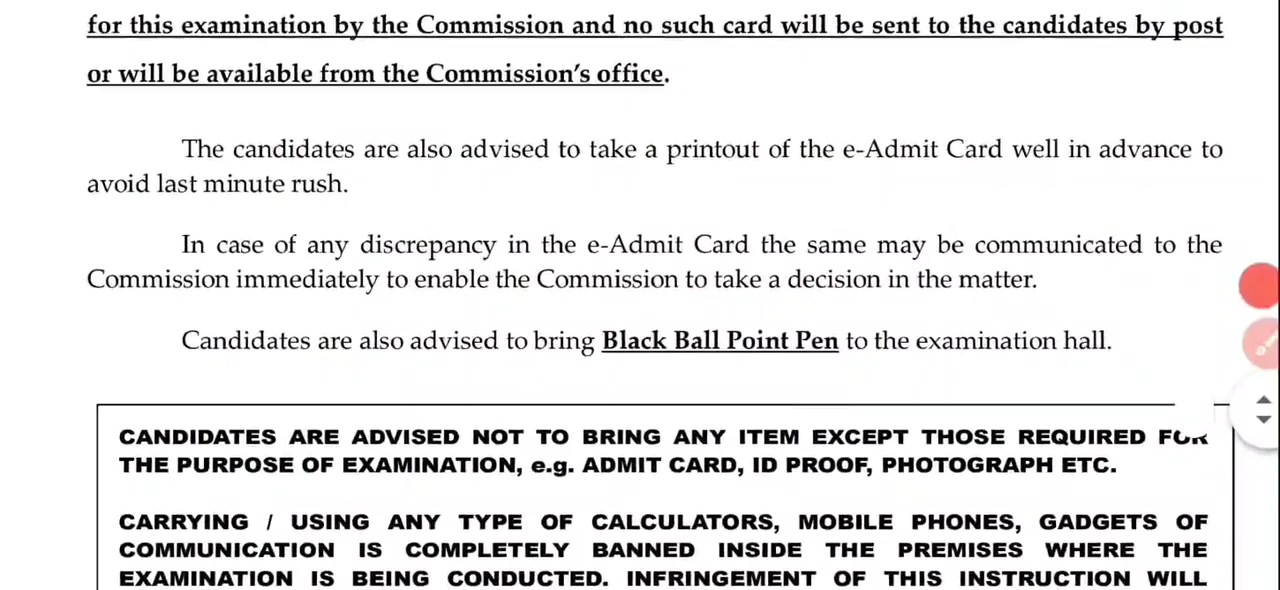 for this examination by the Commission and no such card will be sent to the candidates by post
or will be available from the Commission’s office.
The candidates are also advised to take a printout of the e-Admit Card well in advance to
avoid last minute rush.
In case of any discrepancy in the e-Admit Card the same may be communicated to the
Commission immediately to enable the Commission to take a decision in the matter.
Candidates are also advised to bring Black Ball Point Pen to the examination hall.
CANDIDATES ARE ADVISED NOT TO BRING ANY ITEM EXCEPT THOSE REQUIRED FOR
THE PURPOSE OF EXAMINATION, e.g. ADMIT CARD, ID PROOF, PHOTOGRAPH ETC.
CARRYING / USING ANY TYPE OF CALCULATORS, MOBILE PHONES, GADGETS OF
COMMUNICATION IS COMPLETELY BANNED INSIDE THE PREMISES WHERE THE
EXAMINATION IS BEING CONDUCTED. INFRINGEMENT OF THIS INSTRUCTION WILL